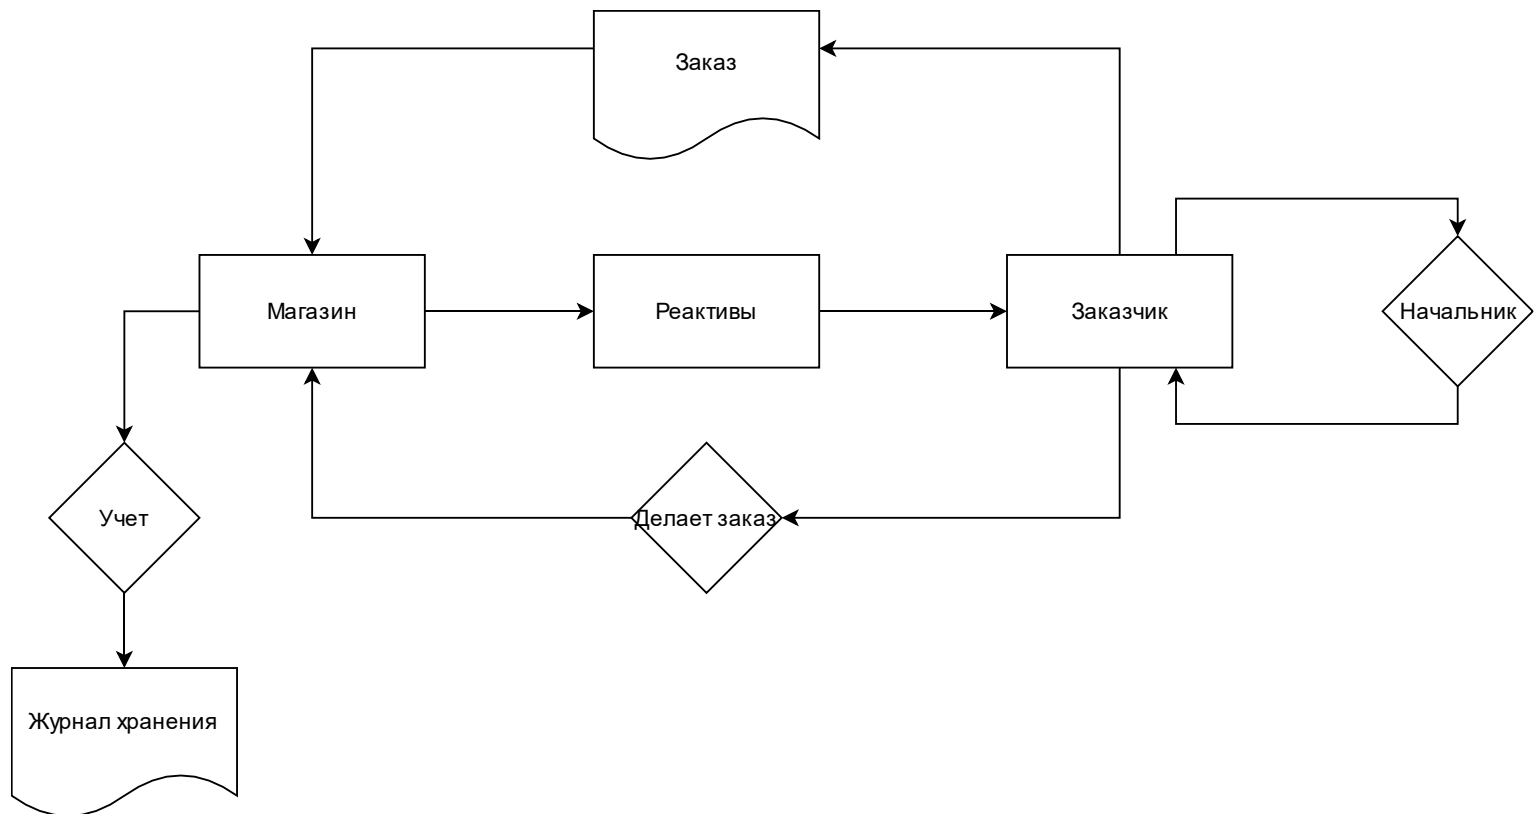 Заказ
Магазин
Реактивы
Заказчик
Начальник
Учет
Делает заказ
Журнал хранения